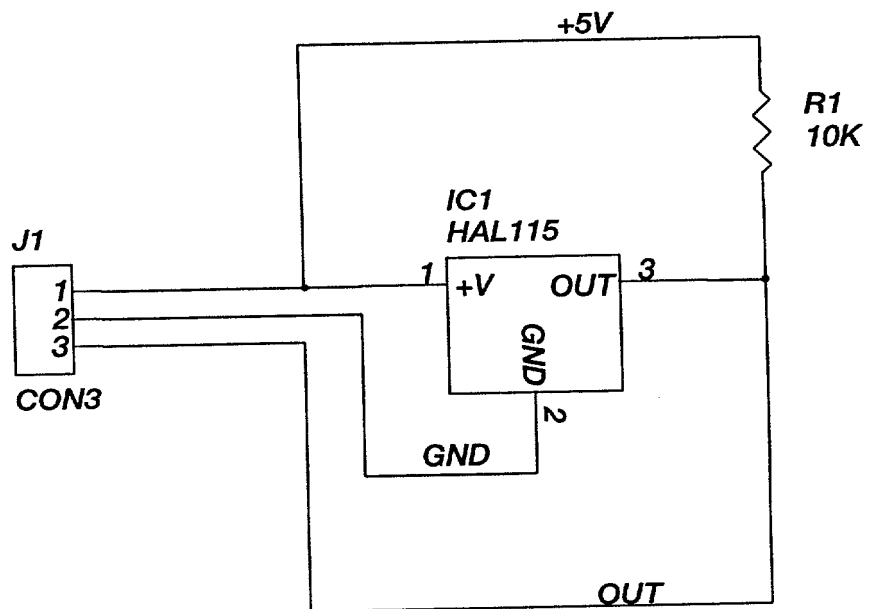 +5V
R1
10K
IC1
HAL115
J1
1
2
3
CON3
1
+V
OUT
3
GND
2
GND
OUT